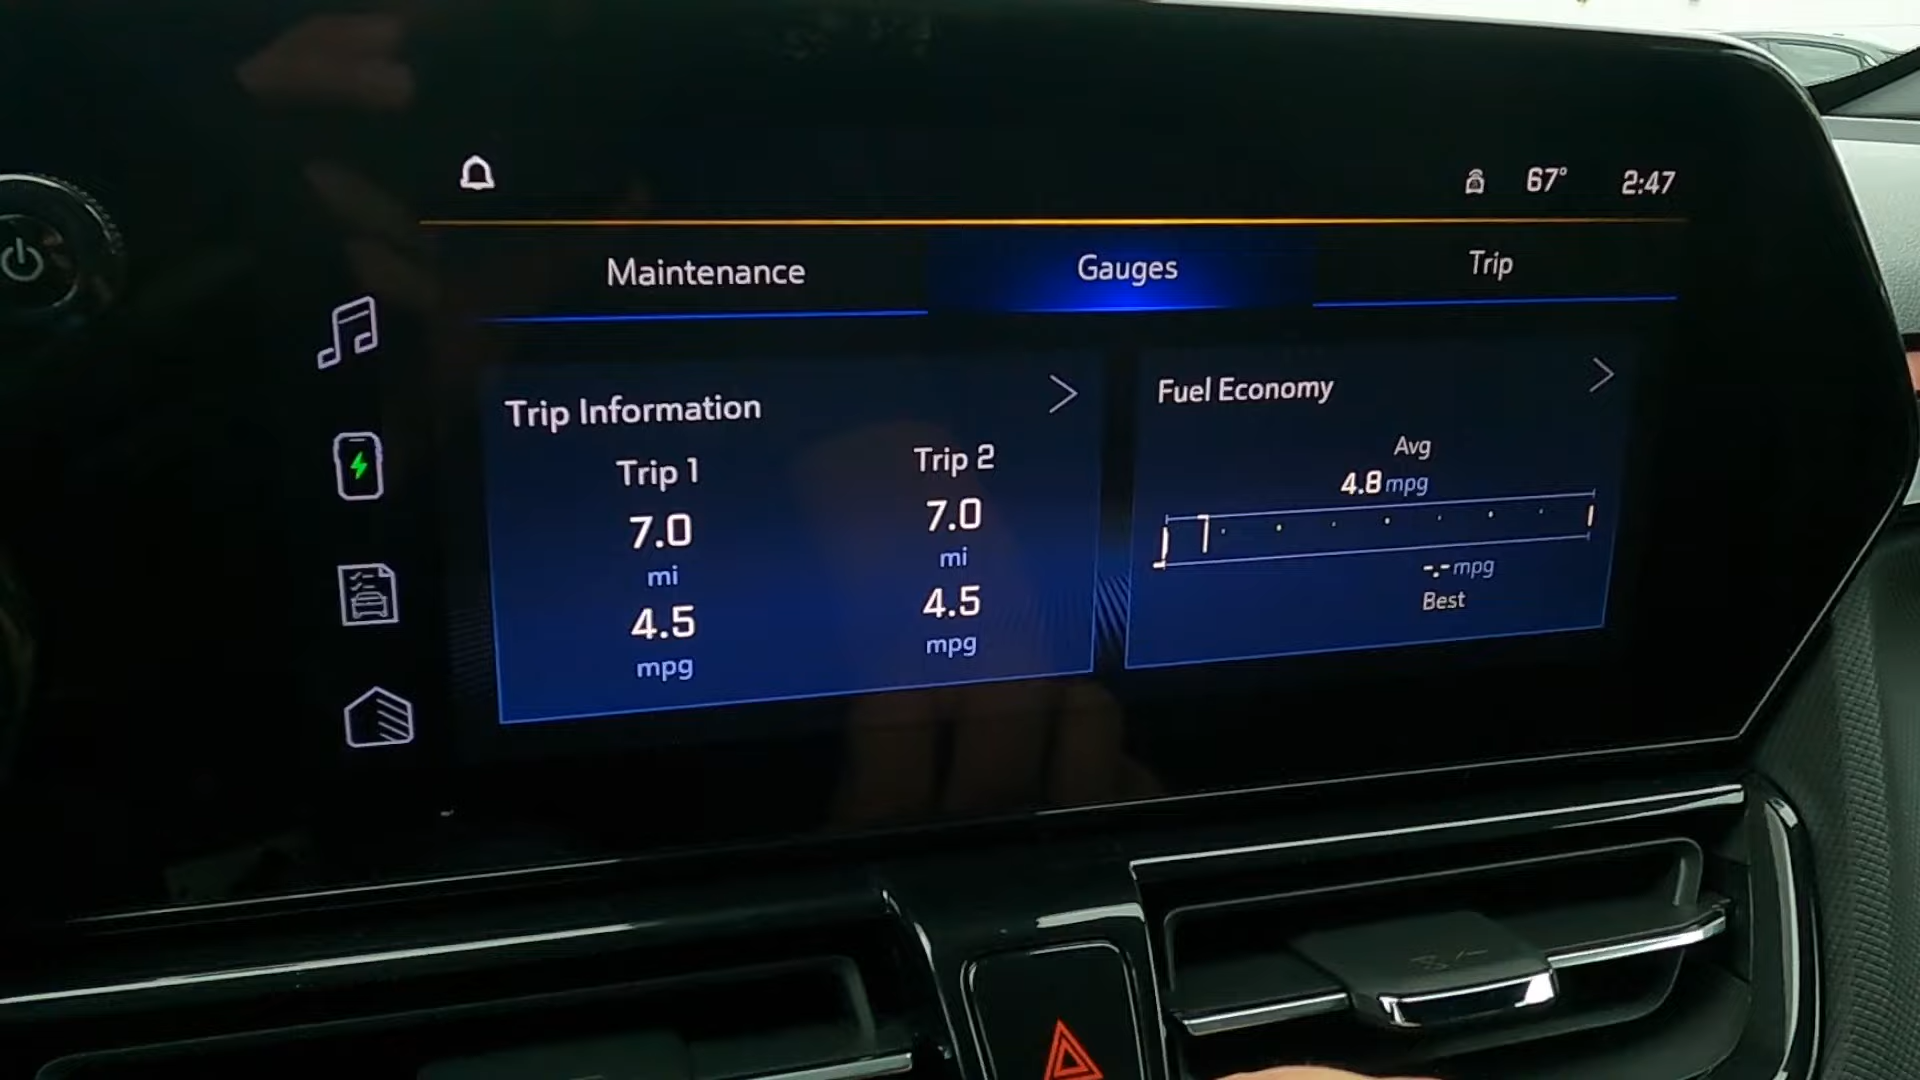 67° 2:47
Maintenance Gauges Trip
Trip Information
Trip 1
7.0
mi
4.5
mpg
Trip 2
7.0
mi
4.5
mpg
Fuel Economy
Avg
4.8 mpg
-.- mpg
Best